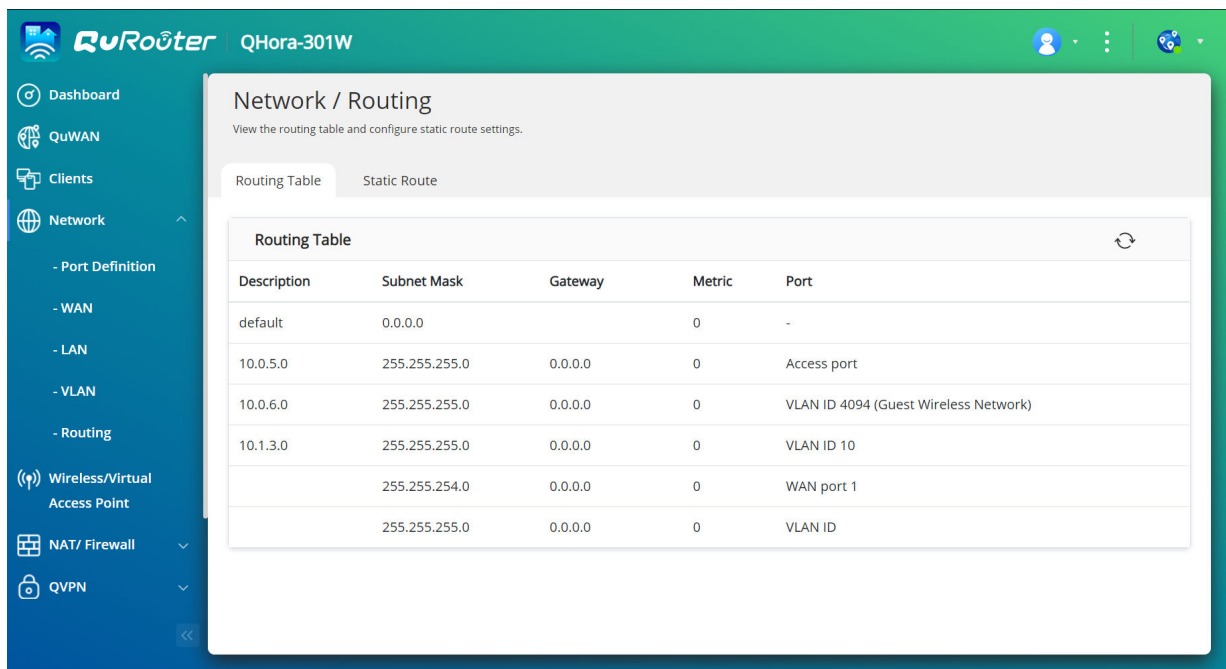 QuRouter QHora-301W
Dashboard
QuWAN
Clients
Network
- Port Definition
- WAN
- LAN
- VLAN
- Routing
Wireless/Virtual
Access Point
NAT/ Firewall
QVPN
Network / Routing
View the routing table and configure static route settings.
Routing Table Static Route
Routing Table
Description Subnet Mask Gateway Metric Port
default 0.0.0.0 0 -
10.0.5.0 255.255.255.0 0.0.0.0 0 Access port
10.0.6.0 255.255.255.0 0.0.0.0 0 VLAN ID 4094 (Guest Wireless Network)
10.1.3.0 255.255.255.0 0.0.0.0 0 VLAN ID 10
255.255.254.0 0.0.0.0 0 WAN port 1
255.255.255.0 0.0.0.0 0 VLAN ID